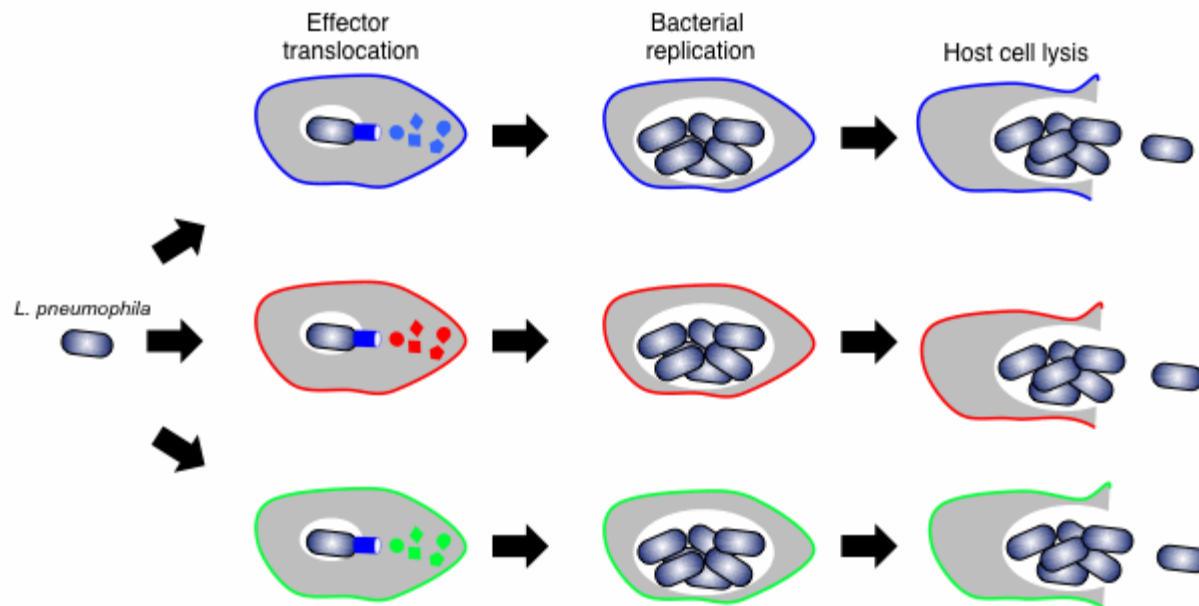 Effector
translocation
Bacterial
replication
Host cell lysis
L. pneumophila